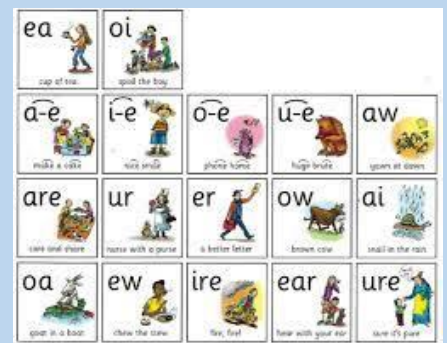 ea oi
cup of tea spoil the boy
a-e i-e o-e u-e aw
make a cake nice smile phone home huge brute yawn at dawn
are ur er ow ai
care and share nurse with a purse a better letter brown cow snail in the rain
oa ew ire ear ure
goat in a boat chew the stew fire, fire! hear with your ear sure it's pure